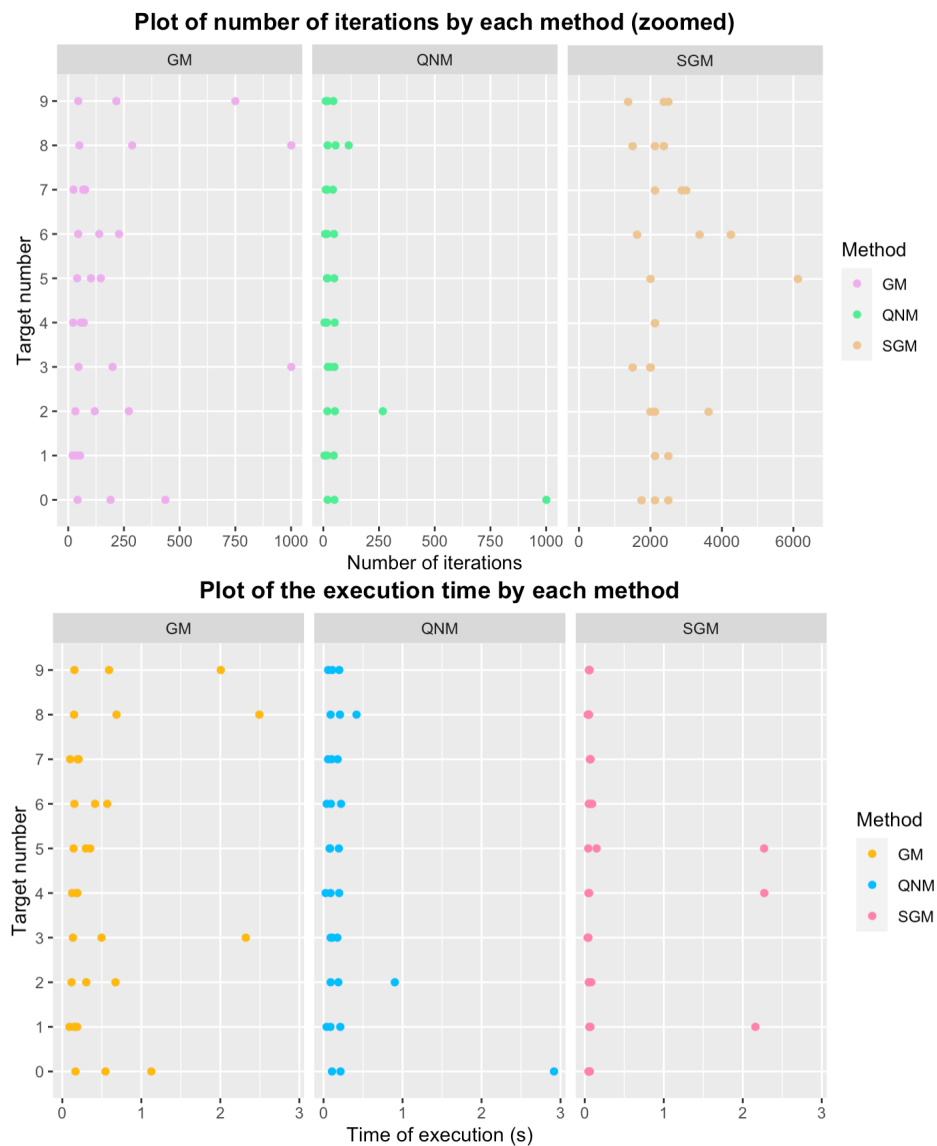 Plot of number of iterations by each method (zoomed)
GM QNM SGM
9
8
7
6
5
4
3
2
1
0
Target number
0 250 500 750 1000 0 250 500 750 1000 0 2000 4000 6000
Number of iterations
Method
GM
QNM
SGM
Plot of the execution time by each method
GM QNM SGM
9
8
7
6
5
4
3
2
1
0
Target number
0 1 2 3 0 1 2 3 0 1 2 3
Time of execution (s)
Method
GM
QNM
SGM